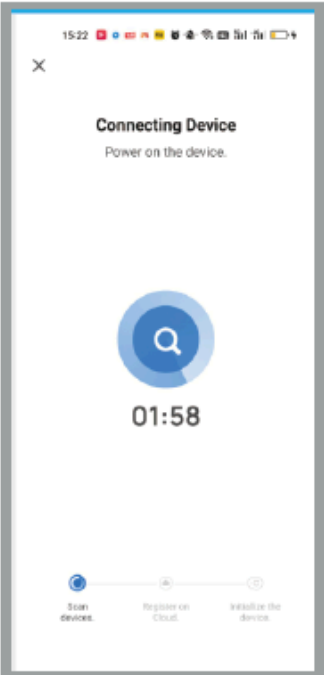 15:22
Connecting Device
Power on the device.
01:58
Scan
devices.
Register on
Cloud.
Initialize the
device.